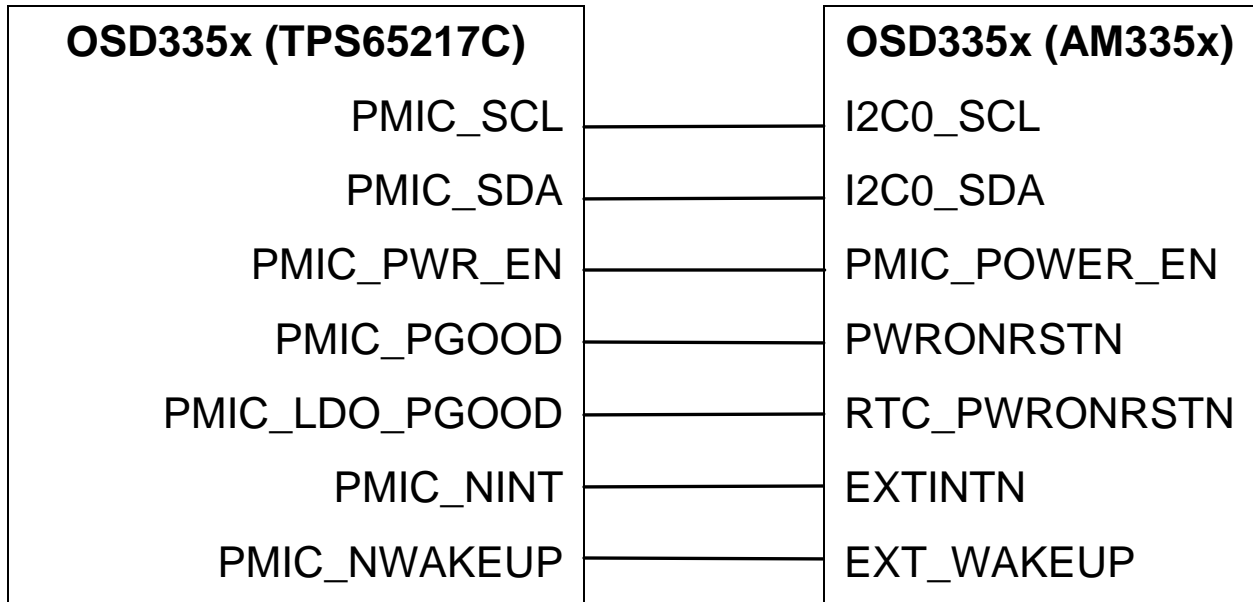 OSD335x (TPS65217C) OSD335x (AM335x)
PMIC_SCL I2C0_SCL
PMIC_SDA I2C0_SDA
PMIC_PWR_EN PMIC_POWER_EN
PMIC_PGOOD PWRONRSTN
PMIC_LDO_PGOOD RTC_PWRONRSTN
PMIC_NINT EXTINTN
PMIC_NWAKEUP EXT_WAKEUP